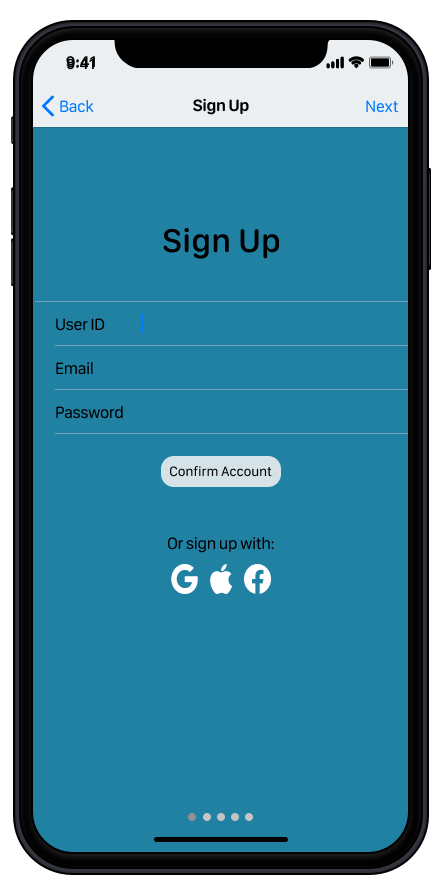 9:41
Back Sign Up Next
Sign Up
User ID
Email
Password
Confirm Account
Or sign up with: